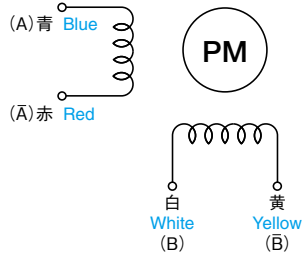 (A) 青 Blue
PM
(Ā) 赤 Red
白 黄
White Yellow
(B) (B̄)